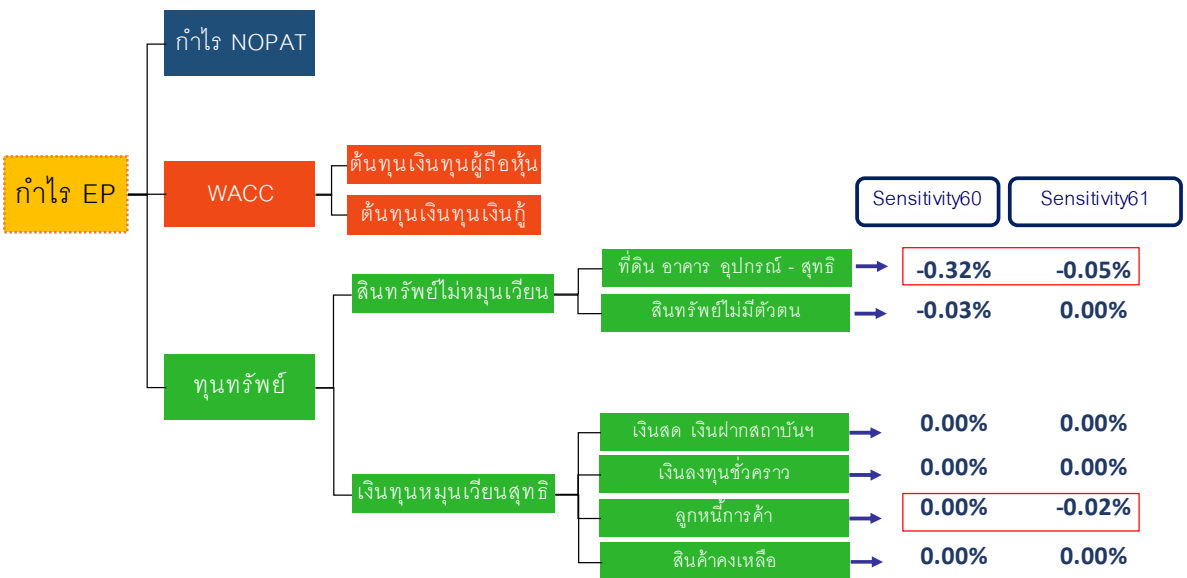 กำไร NOPAT
กำไร EP
WACC
ต้นทุนเงินทุนผู้ถือหุ้น
ต้นทุนเงินทุนเงินกู้
Sensitivity60 Sensitivity61
ที่ดิน อาคาร อุปกรณ์ - สุทธิ -0.32% -0.05%
สินทรัพย์ไม่หมุนเวียน
สินทรัพย์ไม่มีตัวตน -0.03% 0.00%
ทุนทรัพย์
เงินสด เงินฝากสถาบันฯ 0.00% 0.00%
เงินลงทุนชั่วคราว 0.00% 0.00%
เงินทุนหมุนเวียนสุทธิ
ลูกหนี้การค้า 0.00% -0.02%
สินค้าคงเหลือ 0.00% 0.00%